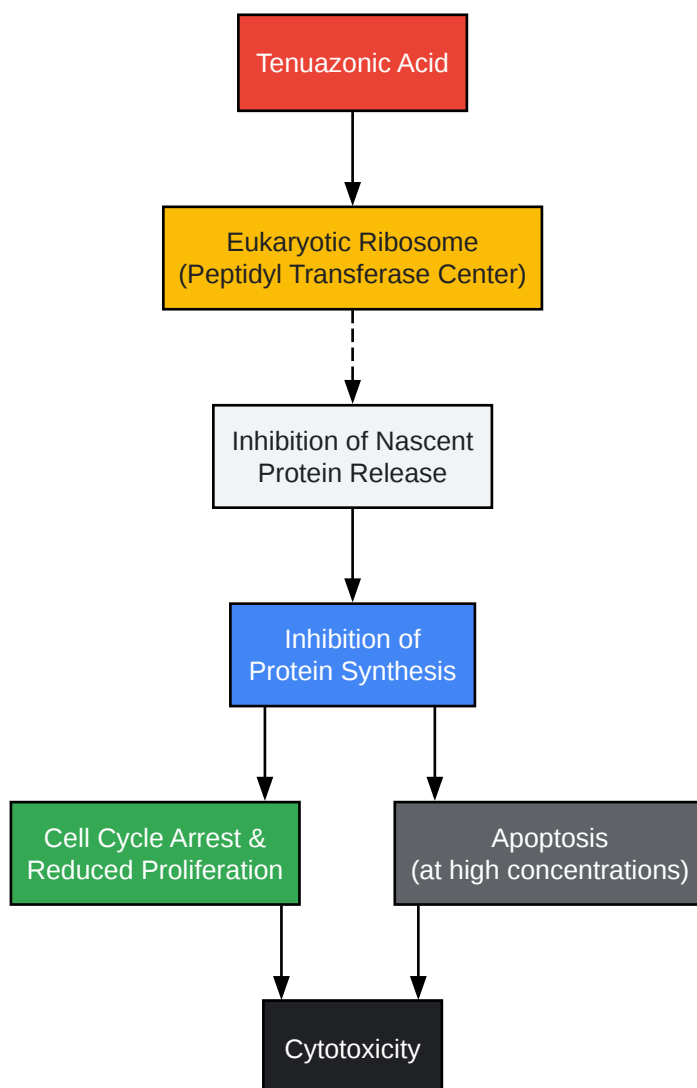 Tenuazonic Acid
Eukaryotic Ribosome
(Peptidyl Transferase Center)
Inhibition of Nascent
Protein Release
Inhibition of
Protein Synthesis
Cell Cycle Arrest &
Reduced Proliferation
Apoptosis
(at high concentrations)
Cytotoxicity